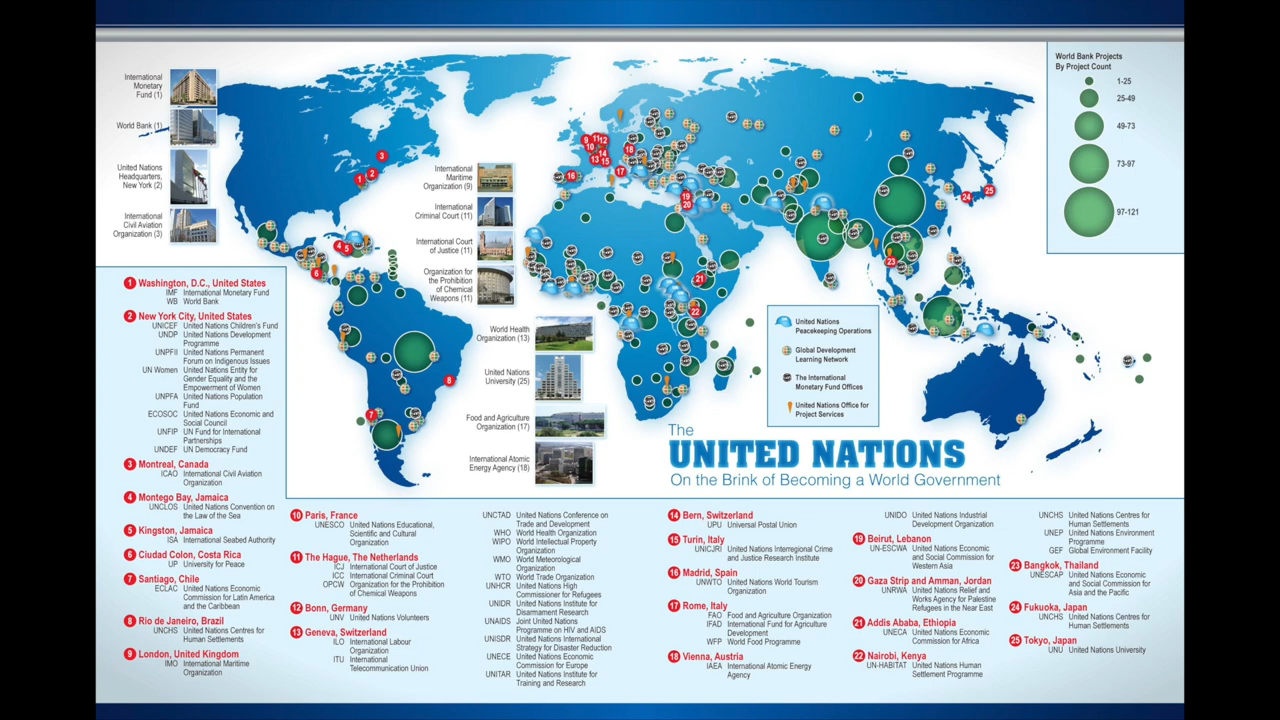 International
Monetary
Fund (1)
World Bank (1)
United Nations
Headquarters,
New York (2)
International
Civil Aviation
Organization (3)
International
Maritime
Organization (9)
International
Criminal Court (11)
International Court
of Justice (11)
Organization for
the Prohibition
of Chemical
Weapons (11)
World Health
Organization (13)
United Nations
University (25)
Food and Agriculture
Organization (17)
International Atomic
Energy Agency (18)
World Bank Projects
By Project Count
1-25
25-49
49-73
73-97
97-121
United Nations
Peacekeeping Operations
Global Development
Learning Network
The International
Monetary Fund Offices
United Nations Office for
Project Services
The
UNITED NATIONS
On the Brink of Becoming a World Government
1 Washington, D.C., United States
IMF International Monetary Fund
WB World Bank
2 New York City, United States
UNICEF United Nations Children's Fund
UNDP United Nations Development
Programme
UNPFII United Nations Permanent
Forum on Indigenous Issues
UN Women United Nations Entity for
Gender Equality and the
Empowerment of Women
UNPFA United Nations Population
Fund
ECOSOC United Nations Economic and
Social Council
UNFIP UN Fund for International
Partnerships
UNDEF UN Democracy Fund
3 Montreal, Canada
ICAO International Civil Aviation
Organization
4 Montego Bay, Jamaica
UNCLOS United Nations Convention on
the Law of the Sea
5 Kingston, Jamaica
ISA International Seabed Authority
6 Ciudad Colon, Costa Rica
UP University for Peace
7 Santiago, Chile
ECLAC United Nations Economic
Commission for Latin America
and the Caribbean
8 Rio de Janeiro, Brazil
UNCHS United Nations Centres for
Human Settlements
9 London, United Kingdom
IMO International Maritime
Organization
10 Paris, France
UNESCO United Nations Educational,
Scientific and Cultural
Organization
11 The Hague, The Netherlands
ICJ International Court of Justice
ICC International Criminal Court
OPCW Organization for the Prohibition
of Chemical Weapons
12 Bonn, Germany
UNV United Nations Volunteers
13 Geneva, Switzerland
ILO International Labour
Organization
ITU International
Telecommunication Union
UNCTAD United Nations Conference on
Trade and Development
WHO World Health Organization
WIPO World Intellectual Property
Organization
WMO World Meteorological
Organization
WTO World Trade Organization
UNHCR United Nations High
Commissioner for Refugees
UNIDR United Nations Institute for
Disarmament Research
UNAIDS Joint United Nations
Programme on HIV and AIDS
UNISDR United Nations International
Strategy for Disaster Reduction
UNECE United Nations Economic
Commission for Europe
UNITAR United Nations Institute for
Training and Research
14 Bern, Switzerland
UPU Universal Postal Union
15 Turin, Italy
UNICJRI United Nations Interregional Crime
and Justice Research Institute
16 Madrid, Spain
UNWTO United Nations World Tourism
Organization
17 Rome, Italy
FAO Food and Agriculture Organization
IFAD International Fund for Agriculture
Development
WFP World Food Programme
18 Vienna, Austria
IAEA International Atomic Energy
Agency
UNIDO United Nations Industrial
Development Organization
19 Beirut, Lebanon
UN-ESCWA United Nations Economic
and Social Commission for
Western Asia
20 Gaza Strip and Amman, Jordan
UNRWA United Nations Relief and
Works Agency for Palestine
Refugees in the Near East
21 Addis Ababa, Ethiopia
UNECA United Nations Economic
Commission for Africa
22 Nairobi, Kenya
UN-HABITAT United Nations Human
Settlement Programme
UNCHS United Nations Centres for
Human Settlements
UNEP United Nations Environment
Programme
GEF Global Environment Facility
23 Bangkok, Thailand
UNESCAP United Nations Economic
and Social Commission for
Asia and the Pacific
24 Fukuoka, Japan
UNCHS United Nations Centres for
Human Settlements
25 Tokyo, Japan
UNU United Nations University